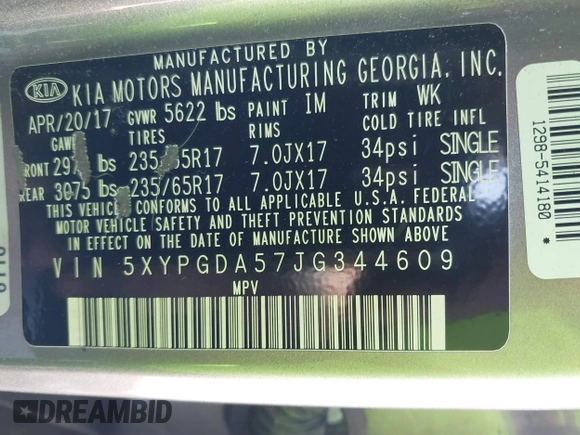 MANUFACTURED BY
KIA KIA MOTORS MANUFACTURING GEORGIA, INC.
APR/20/17 GVWR 5622 lbs PAINT IM TRIM WK
TIRES RIMS COLD TIRE INFL
FRONT lbs 7.0JX17 34psi SINGLE
REAR 3075 lbs 235/65R17 7.0JX17 34psi SINGLE
THIS VEHICLE CONFORMS TO ALL APPLICABLE U.S.A. FEDERAL
MOTOR VEHICLE/SAFETY AND THEFT PREVENTION STANDARDS
IN EFFECT ON THE DATE OF MANUFACTURE SHOWN ABOVE.
VIN 5XYPGDA57JG344609
MPV
1298-5414180 *
DREAMBID